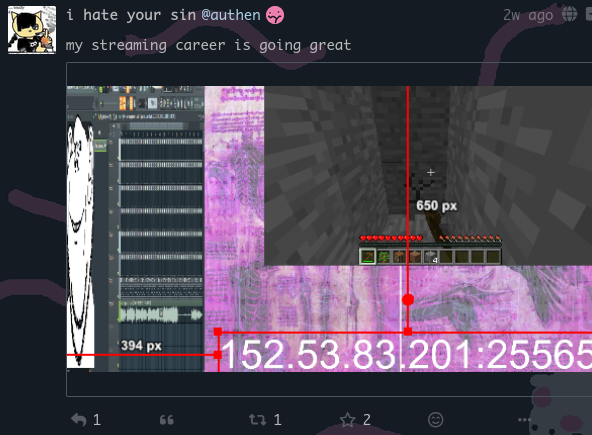 i hate your sin @authen
2w ago
my streaming career is going great
650 px
4
394 px
152.53.83.201:25565
1
1
2